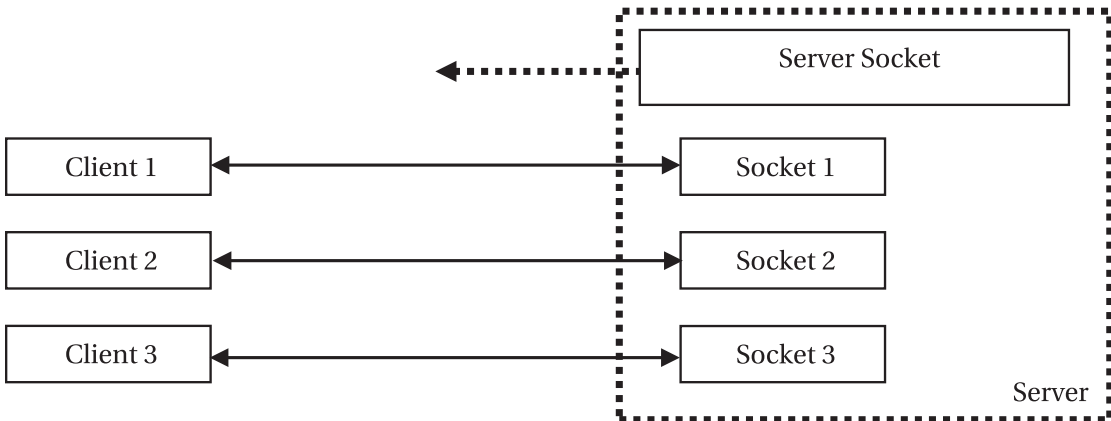 Server Socket
Client 1
Socket 1
Client 2
Socket 2
Client 3
Socket 3
Server